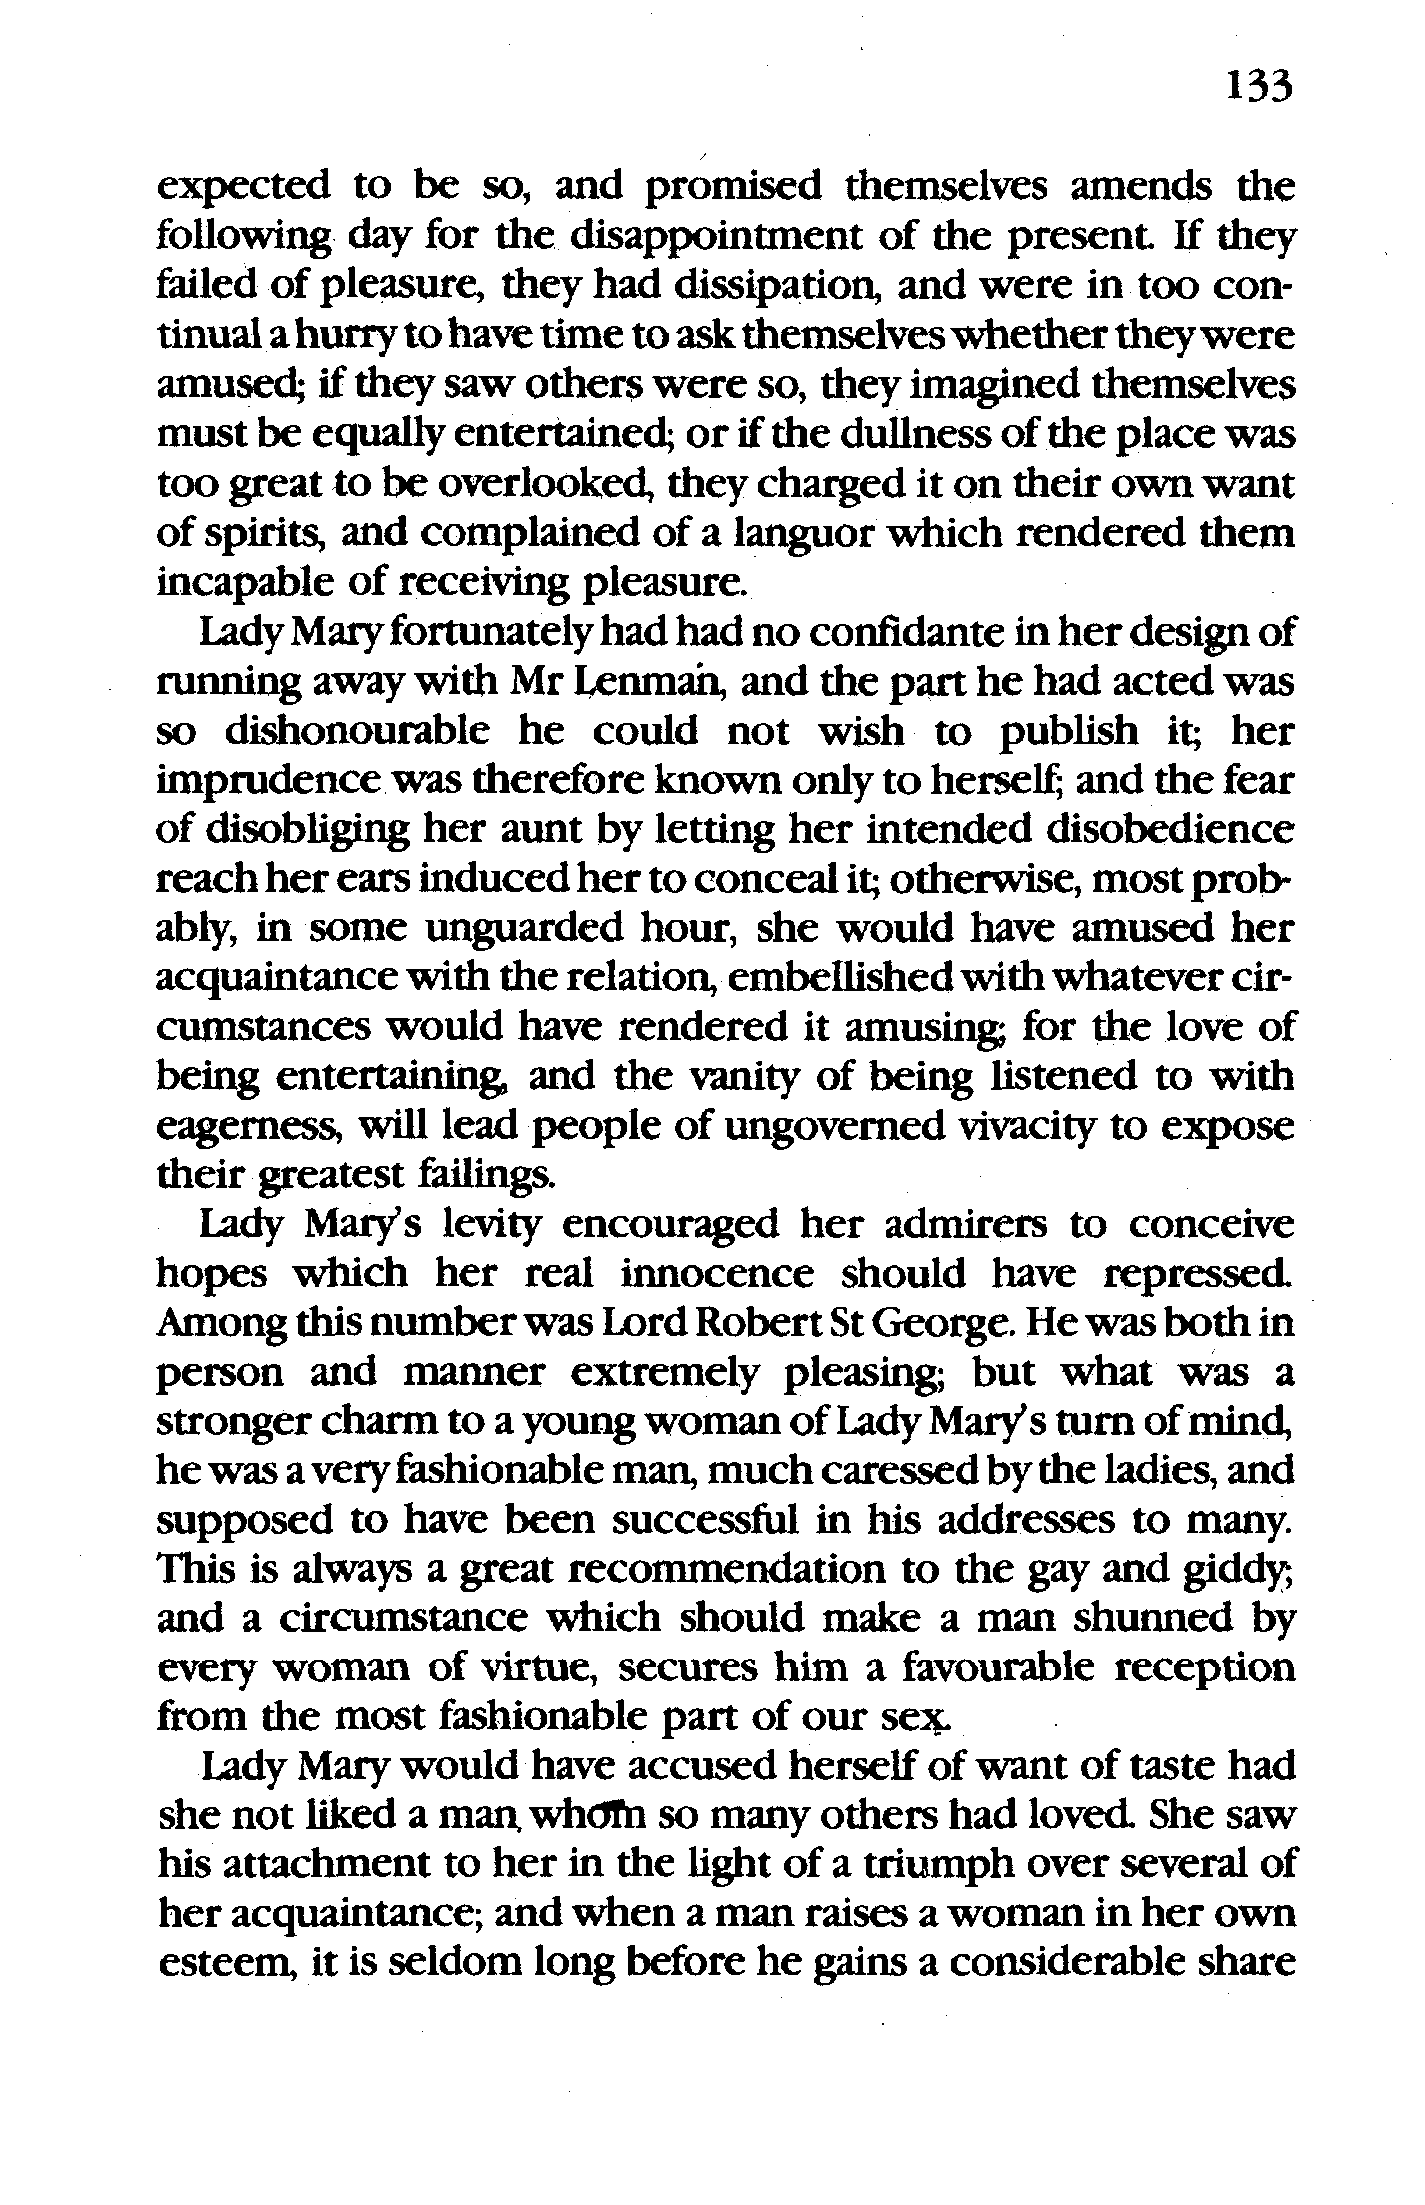 133
expected to be so, and promised themselves amends the
following day for the disappointment of the present. If they
failed of pleasure, they had dissipation, and were in too con-
tinual a hurry to have time to ask themselves whether they were
amused; if they saw others were so, they imagined themselves
must be equally entertained; or if the dullness of the place was
too great to be overlooked, they charged it on their own want
of spirits, and complained of a languor which rendered them
incapable of receiving pleasure.
Lady Mary fortunately had had no confidante in her design of
running away with Mr Lenman, and the part he had acted was
so dishonourable he could not wish to publish it; her
imprudence was therefore known only to herself; and the fear
of disobliging her aunt by letting her intended disobedience
reach her ears induced her to conceal it; otherwise, most prob-
ably, in some unguarded hour, she would have amused her
acquaintance with the relation, embellished with whatever cir-
cumstances would have rendered it amusing; for the love of
being entertaining, and the vanity of being listened to with
eagerness, will lead people of ungoverned vivacity to expose
their greatest failings.
Lady Mary's levity encouraged her admirers to conceive
hopes which her real innocence should have repressed.
Among this number was Lord Robert St George. He was both in
person and manner extremely pleasing; but what was a
stronger charm to a young woman of Lady Mary's turn of mind,
he was a very fashionable man, much caressed by the ladies, and
supposed to have been successful in his addresses to many.
This is always a great recommendation to the gay and giddy;
and a circumstance which should make a man shunned by
every woman of virtue, secures him a favourable reception
from the most fashionable part of our sex.
Lady Mary would have accused herself of want of taste had
she not liked a man, whom so many others had loved. She saw
his attachment to her in the light of a triumph over several of
her acquaintance; and when a man raises a woman in her own
esteem, it is seldom long before he gains a considerable share